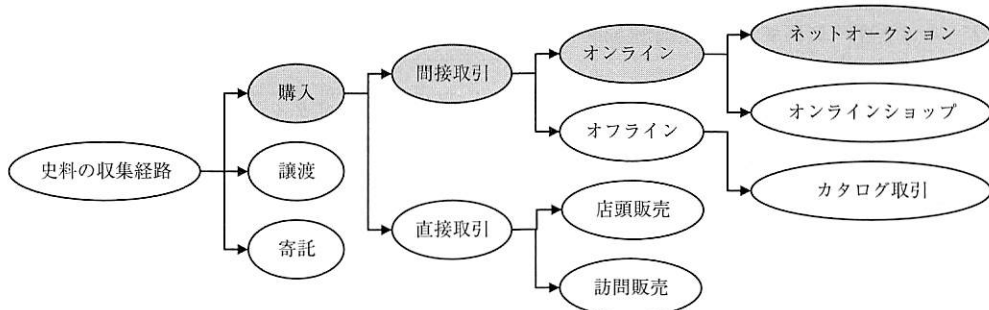 史料の収集経路
購入
譲渡
寄託
間接取引
直接取引
オンライン
オフライン
店頭販売
訪問販売
ネットオークション
オンラインショップ
カタログ取引